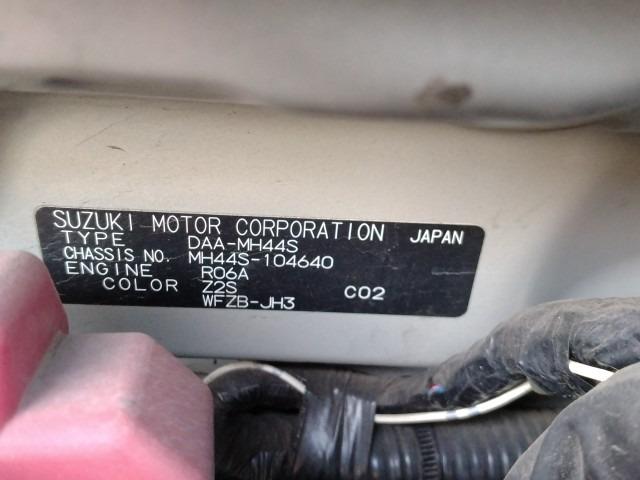 SUZUKI MOTOR CORPORATION JAPAN
TYPE DAA-MH44S
CHASSIS NO. MH44S-104640
ENGINE R06A
COLOR Z2S C02
WFZB-JH3